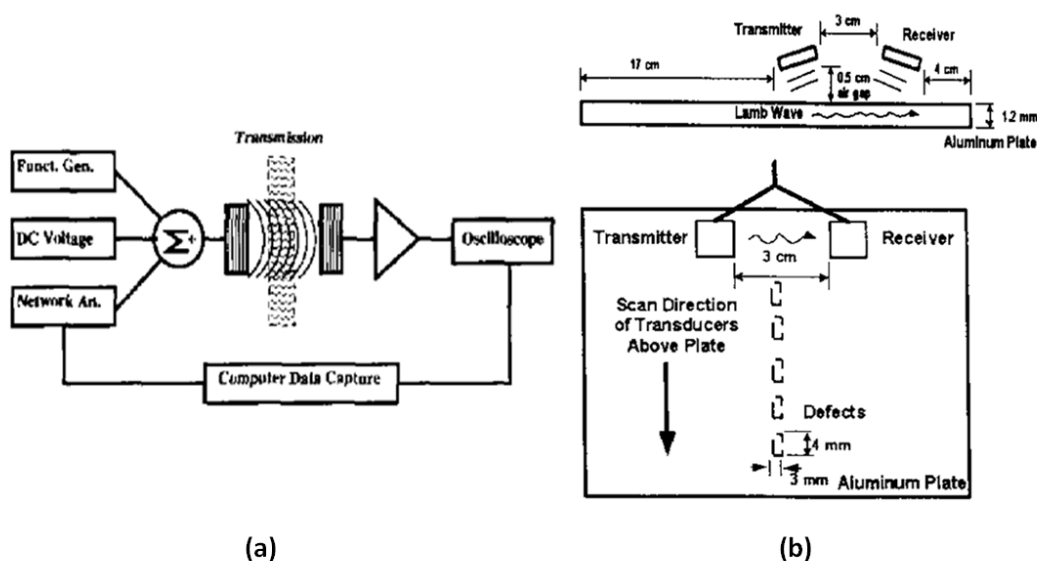 Transmission
Funct. Gen.
DC Voltage
Network An.
Σ+
Oscilloscope
Computer Data Capture
(a)
Transmitter
3 cm
Receiver
17 cm
0.5 cm
air gap
4 cm
Lamb Wave
1.2 mm
Aluminum Plate
Transmitter
Receiver
3 cm
Scan Direction
of Transducers
Above Plate
Defects
4 mm
3 mm
Aluminum Plate
(b)